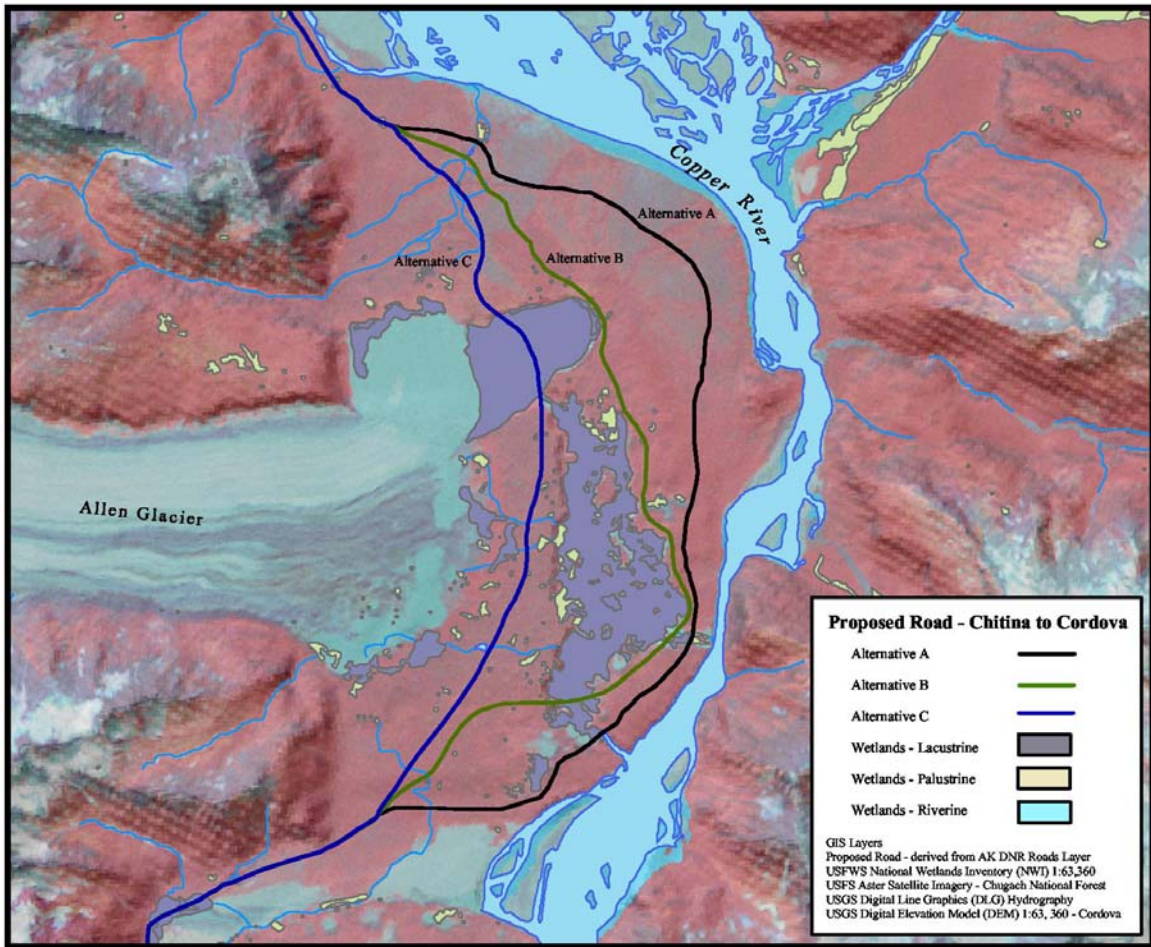 Copper River
Alternative A
Alternative B
Alternative C
Allen Glacier
Proposed Road - Chitina to Cordova
Alternative A
Alternative B
Alternative C
Wetlands - Lacustrine
Wetlands - Palustrine
Wetlands - Riverine
GIS Layers
Proposed Road - derived from AK DNR Roads Layer
USFWS National Wetlands Inventory (NWI) 1:63,360
USFS Aster Satellite Imagery - Chugach National Forest
USGS Digital Line Graphics (DLG) Hydrography
USGS Digital Elevation Model (DEM) 1:63, 360 - Cordova